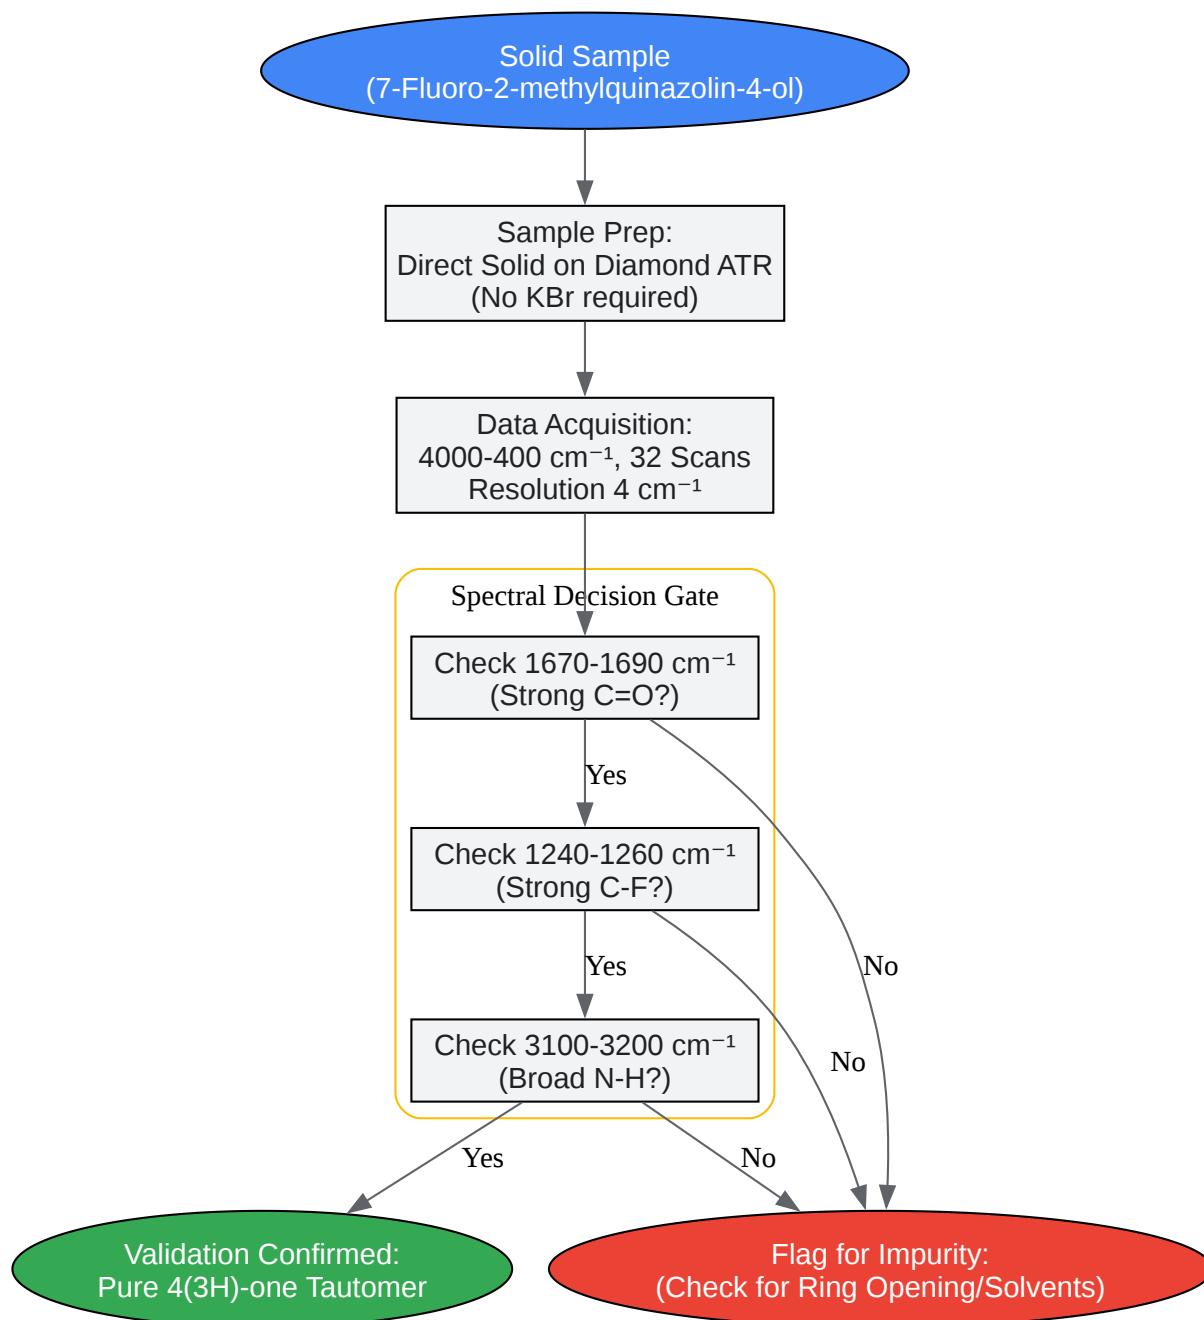 Solid Sample
(7-Fluoro-2-methylquinazolin-4-ol)
Sample Prep:
Direct Solid on Diamond ATR
(No KBr required)
Data Acquisition:
4000-400 cm⁻¹, 32 Scans
Resolution 4 cm⁻¹
Spectral Decision Gate
Check 1670-1690 cm⁻¹
(Strong C=O?)
Yes
Check 1240-1260 cm⁻¹
(Strong C-F?)
Yes
No
Check 3100-3200 cm⁻¹
(Broad N-H?)
No
Yes
No
Validation Confirmed:
Pure 4(3H)-one Tautomer
Flag for Impurity:
(Check for Ring Opening/Solvents)